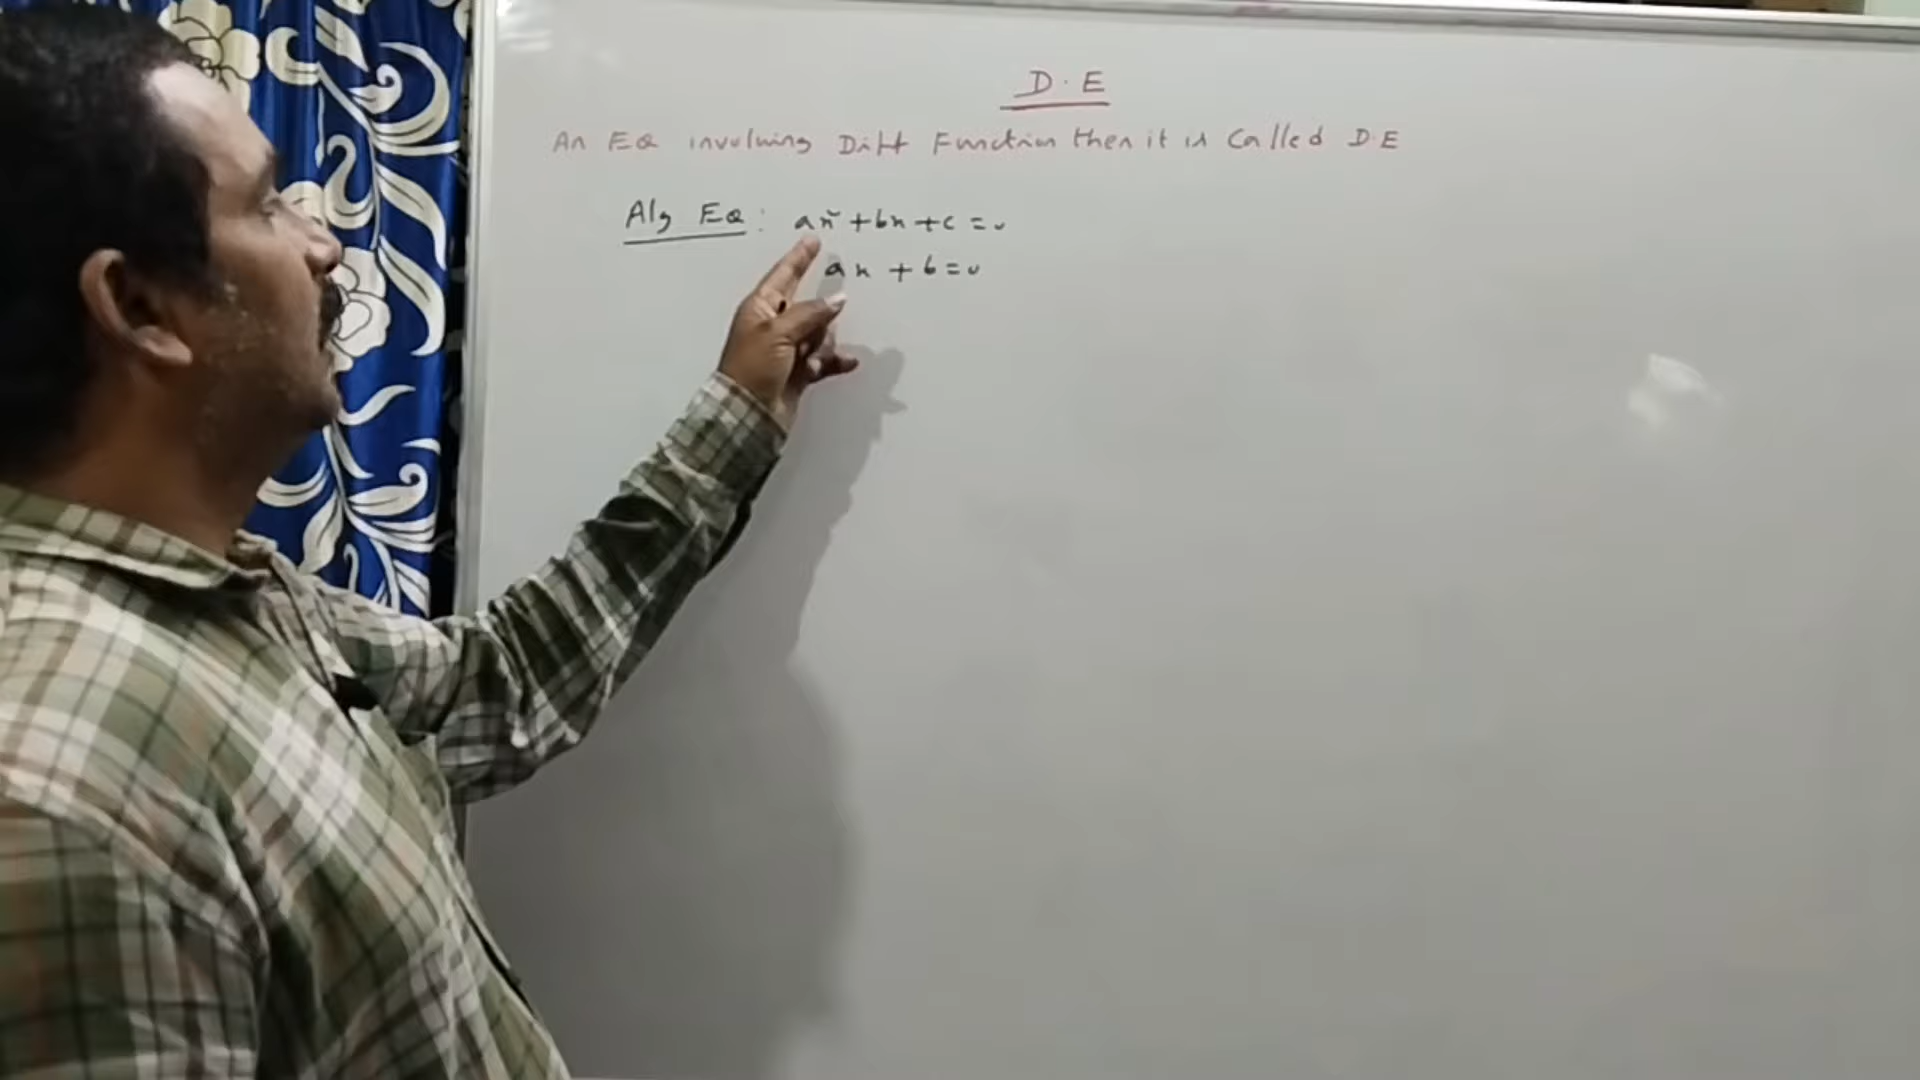 D.E
An EQ involving Diff Function then it is Called D.E
Alg EQ: ax² + bx + c = 0
ax + b = 0